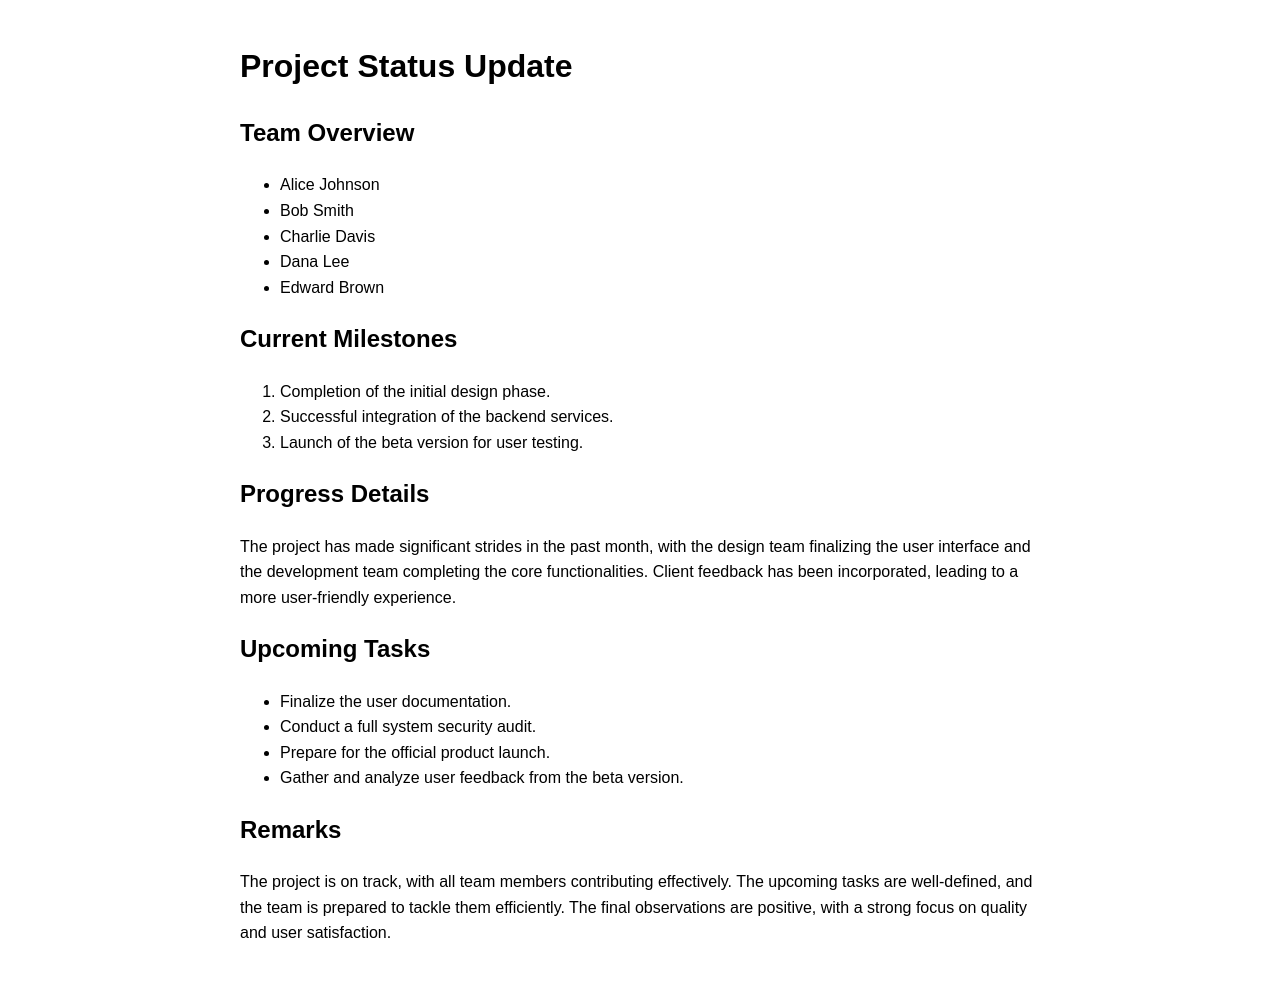 Project Status Update
Team Overview
• Alice Johnson
• Bob Smith
• Charlie Davis
• Dana Lee
• Edward Brown
Current Milestones
1. Completion of the initial design phase.
2. Successful integration of the backend services.
3. Launch of the beta version for user testing.
Progress Details
The project has made significant strides in the past month, with the design team finalizing the user interface and
the development team completing the core functionalities. Client feedback has been incorporated, leading to a
more user-friendly experience.
Upcoming Tasks
• Finalize the user documentation.
• Conduct a full system security audit.
• Prepare for the official product launch.
• Gather and analyze user feedback from the beta version.
Remarks
The project is on track, with all team members contributing effectively. The upcoming tasks are well-defined, and
the team is prepared to tackle them efficiently. The final observations are positive, with a strong focus on quality
and user satisfaction.